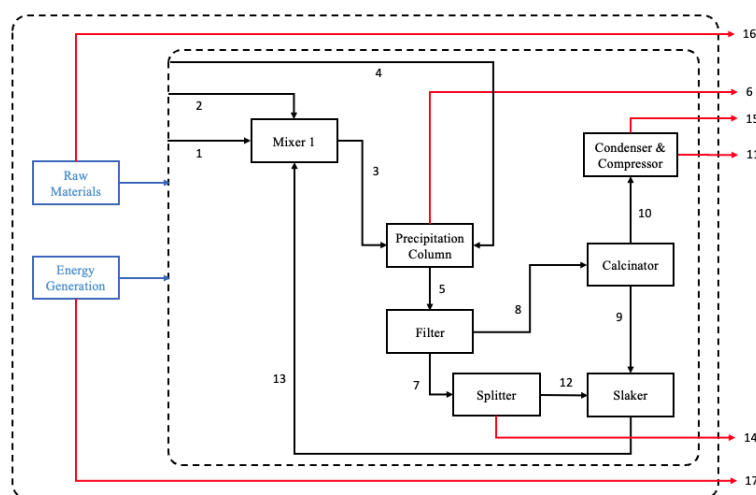 16
4
6
2
15
Mixer 1
1
Condenser &
Compressor
11
3
Raw
Materials
10
Precipitation
Column
Energy
Generation
Calcinator
5
8
9
Filter
13
7
12
Splitter
Slaker
14
17